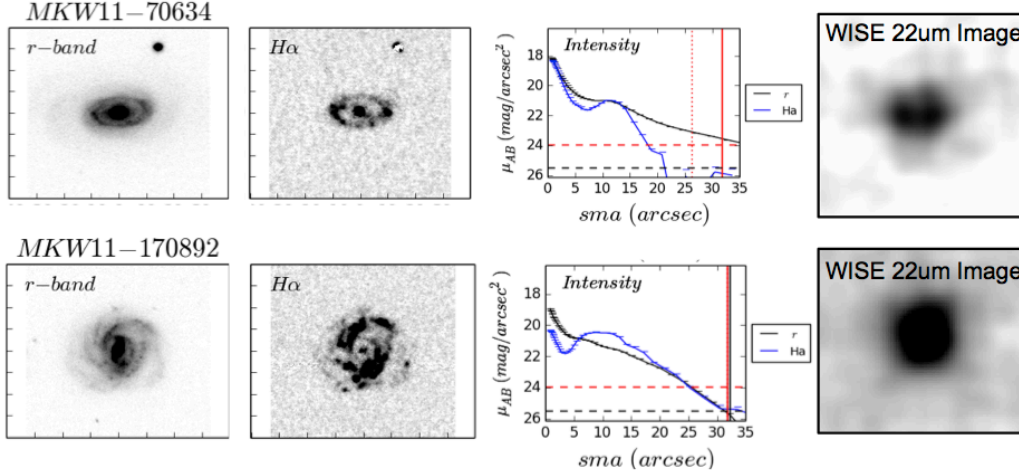 MKW11−70634
r−band
Hα
Intensity
18
20
22
24
26
μAB (mag/arcsec²)
0 5 10 15 20 25 30 35
sma (arcsec)
r
Ha
WISE 22um Image
MKW11−170892
r−band
Hα
Intensity
18
20
22
24
26
μAB (mag/arcsec²)
0 5 10 15 20 25 30 35
sma (arcsec)
r
Ha
WISE 22um Image